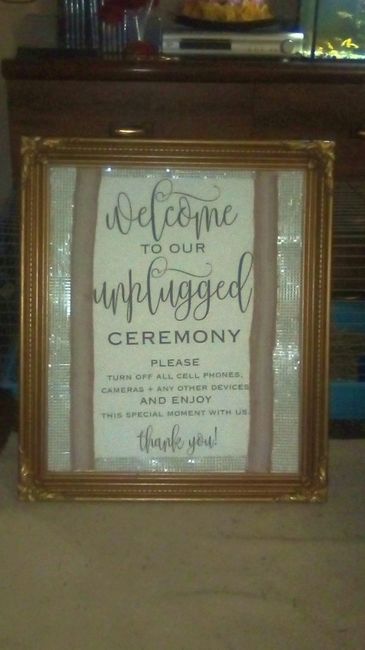 welcome
TO OUR
unplugged
CEREMONY
PLEASE
TURN OFF ALL CELL PHONES,
CAMERAS + ANY OTHER DEVICES
AND ENJOY
THIS SPECIAL MOMENT WITH US.
thank you!